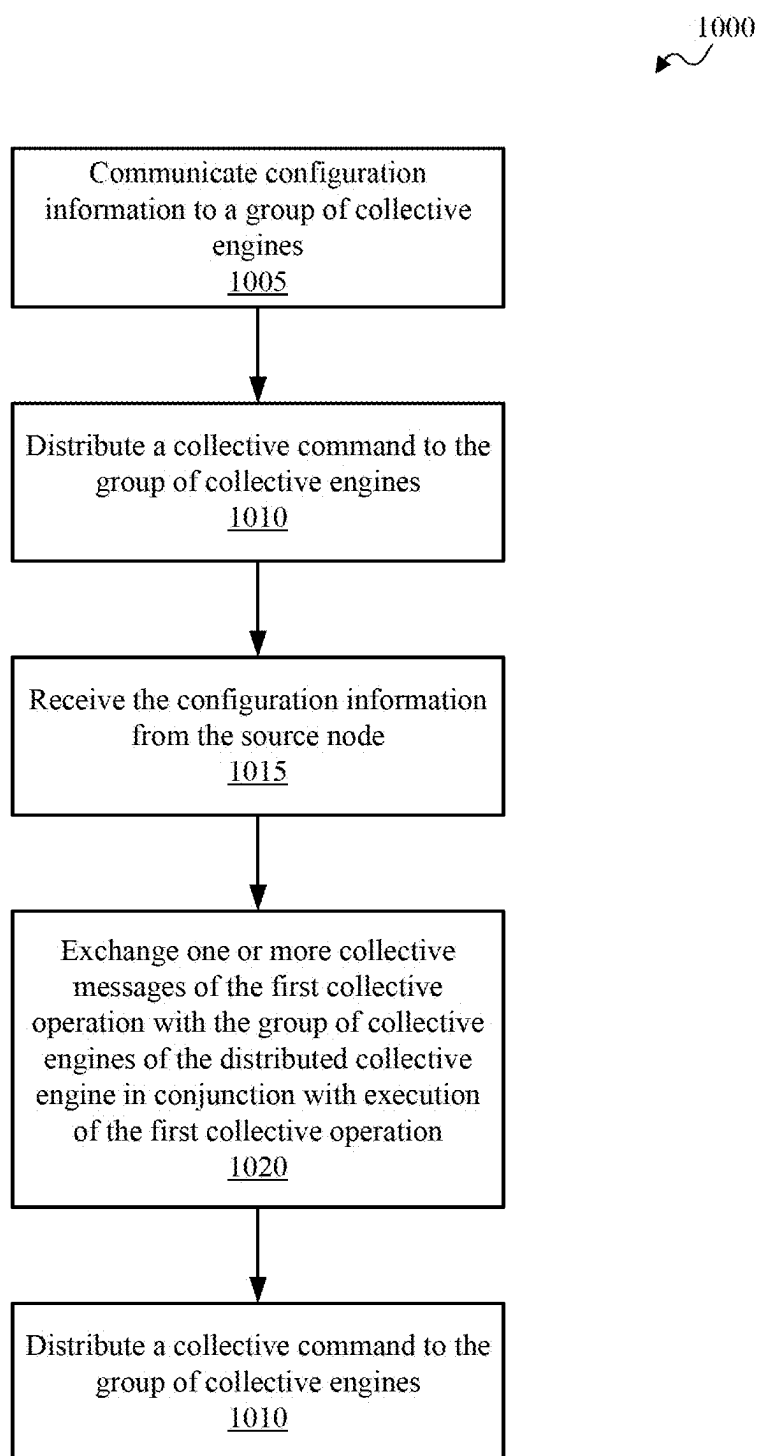 1000
Communicate configuration
information to a group of collective
engines
1005
Distribute a collective command to the
group of collective engines
1010
Receive the configuration information
from the source node
1015
Exchange one or more collective
messages of the first collective
operation with the group of collective
engines of the distributed collective
engine in conjunction with execution
of the first collective operation
1020
Distribute a collective command to the
group of collective engines
1010